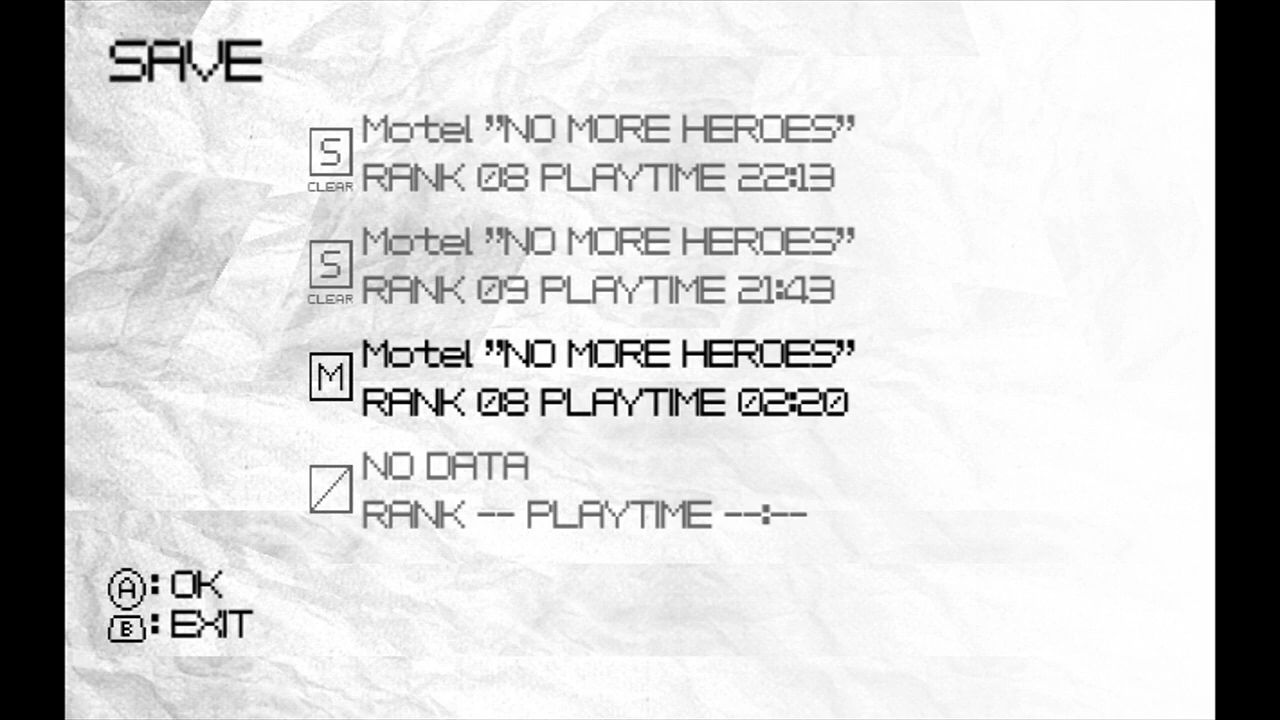 SAVE
S
CLEAR
Motel "NO MORE HEROES"
RANK 08 PLAYTIME 22:13
S
CLEAR
Motel "NO MORE HEROES"
RANK 09 PLAYTIME 21:43
M
Motel "NO MORE HEROES"
RANK 08 PLAYTIME 02:20
NO DATA
RANK -- PLAYTIME --:--
A: OK
B: EXIT